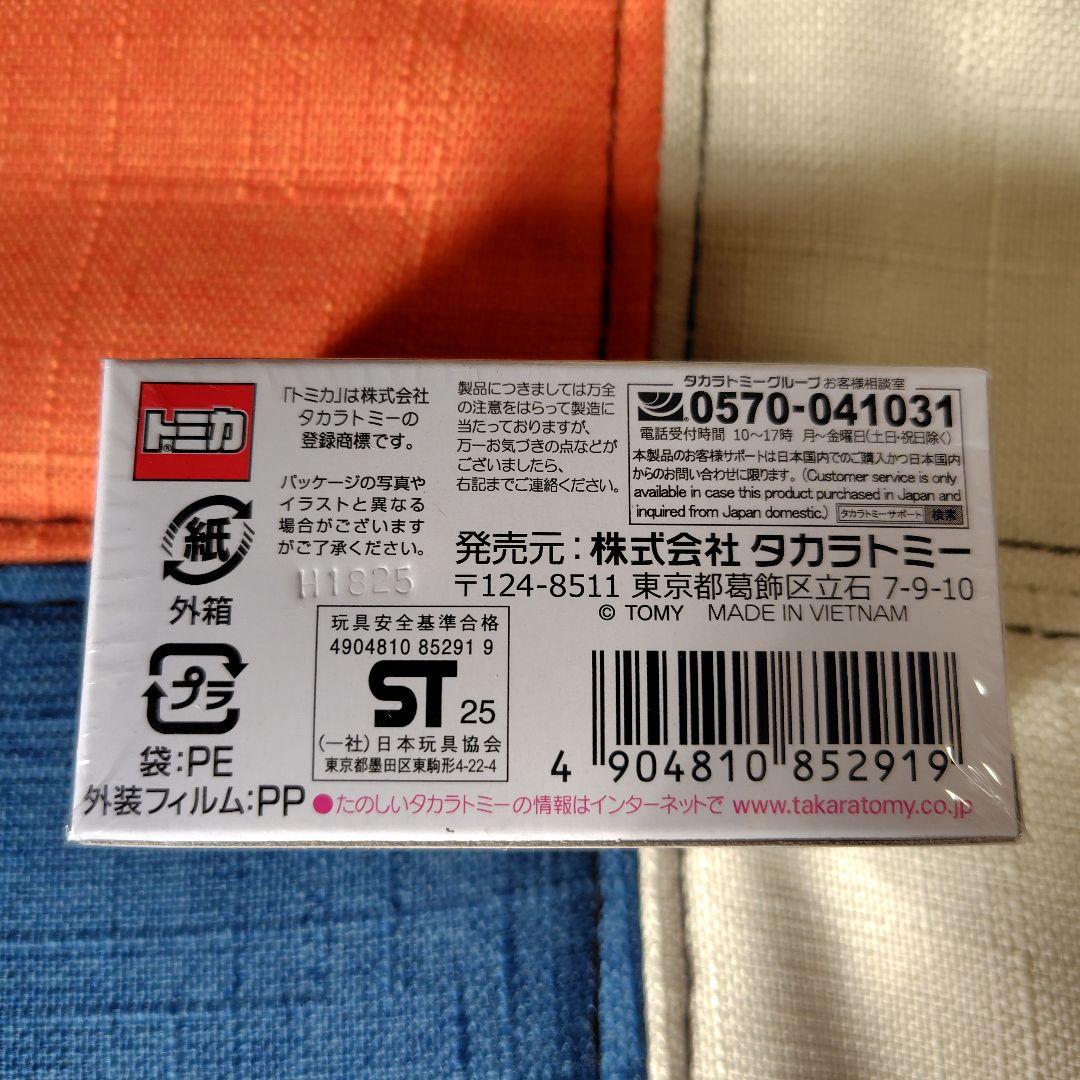 トミカ®
「トミカ」は株式会社
タカラトミーの
登録商標です。
パッケージの写真や
イラストと異なる
場合がございます
がご了承ください。
H1825
製品につきましては万全
の注意をはらって製造に
当たっておりますが、
万一お気づきの点などが
ございましたら、
右記までご連絡ください。
タカラトミーグループ お客様相談室
0570-041031
電話受付時間 10〜17時 月〜金曜日(土日・祝日除く)
本製品のお客様サポートは日本国内でのご購入かつ日本国内
からのお問い合わせに限ります。(Customer service is only
available in case this product purchased in Japan and
inquired from Japan domestic.) タカラトミーサポート 検索
発売元:株式会社 タカラトミー
〒124-8511 東京都葛飾区立石 7-9-10
© TOMY MADE IN VIETNAM
紙
外箱
プラ
袋:PE
外装フィルム:PP
玩具安全基準合格
4904810 85291 9
ST 25
(一社)日本玩具協会
東京都墨田区東駒形4-22-4
4 904810 852919
●たのしいタカラトミーの情報はインターネットで www.takaratomy.co.jp